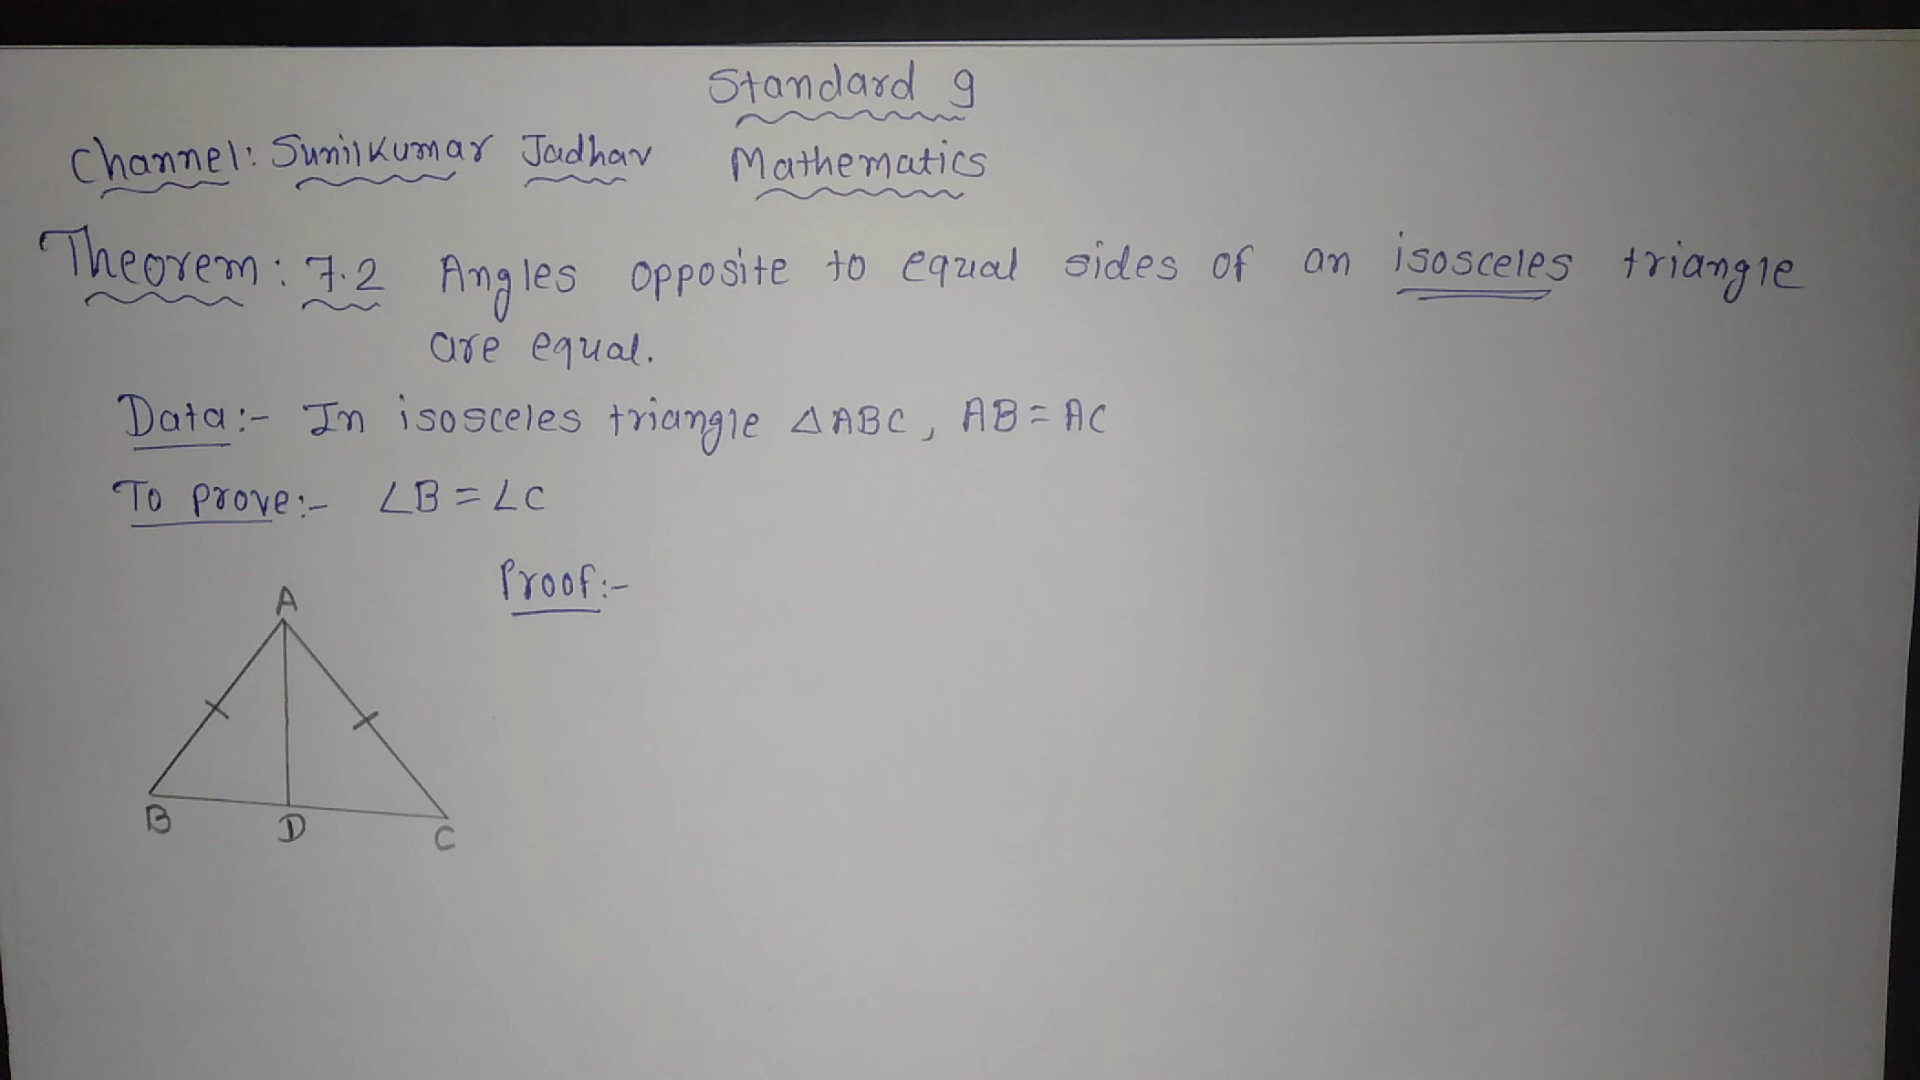 Standard 9
Channel: Sunilkumar Jadhav Mathematics
Theorem: 7.2 Angles opposite to equal sides of an isosceles triangle
are equal.
Data:- In isosceles triangle △ABC, AB = AC
To prove:- ∠B = ∠C
Proof:-
A
B
D
C